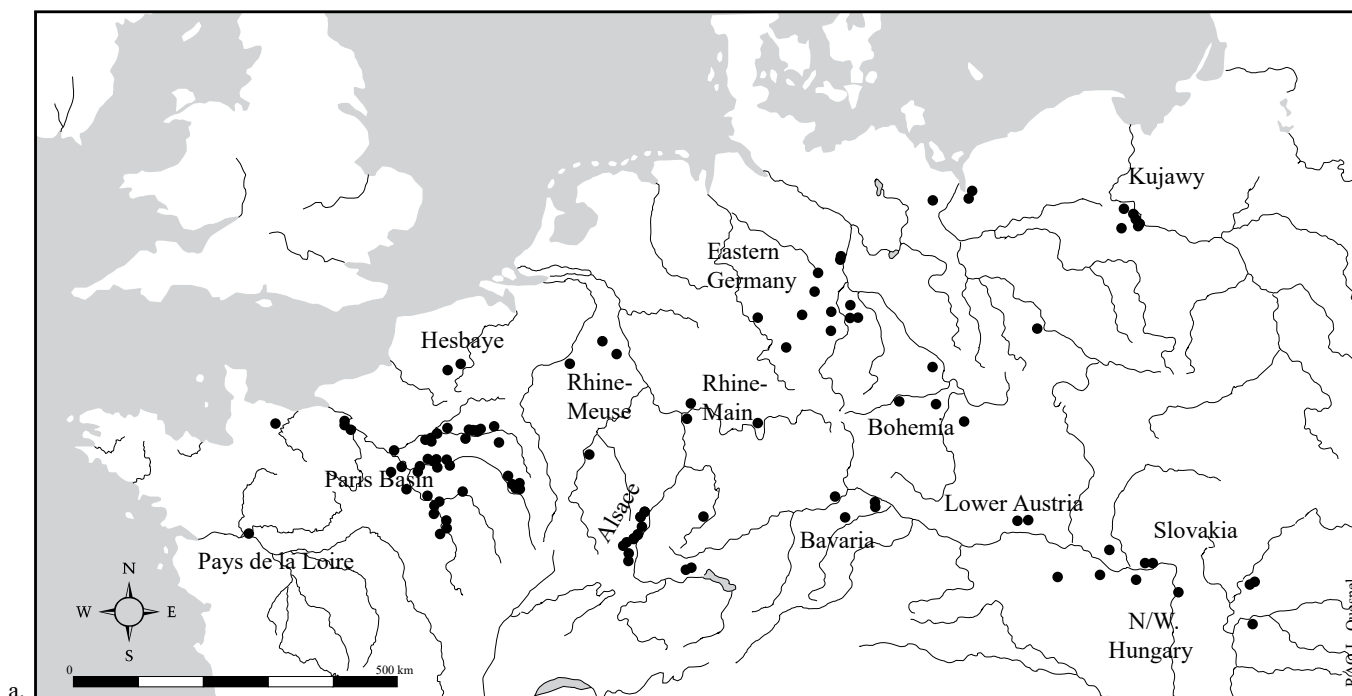 Kujawy
Eastern
Germany
Hesbaye
Rhine-
Meuse
Rhine-
Main
Bohemia
Paris Basin
Alsace
Lower Austria
Slovakia
Bavaria
Pays de la Loire
N
W
E
S
N/W.
Hungary
0
500 km
a.